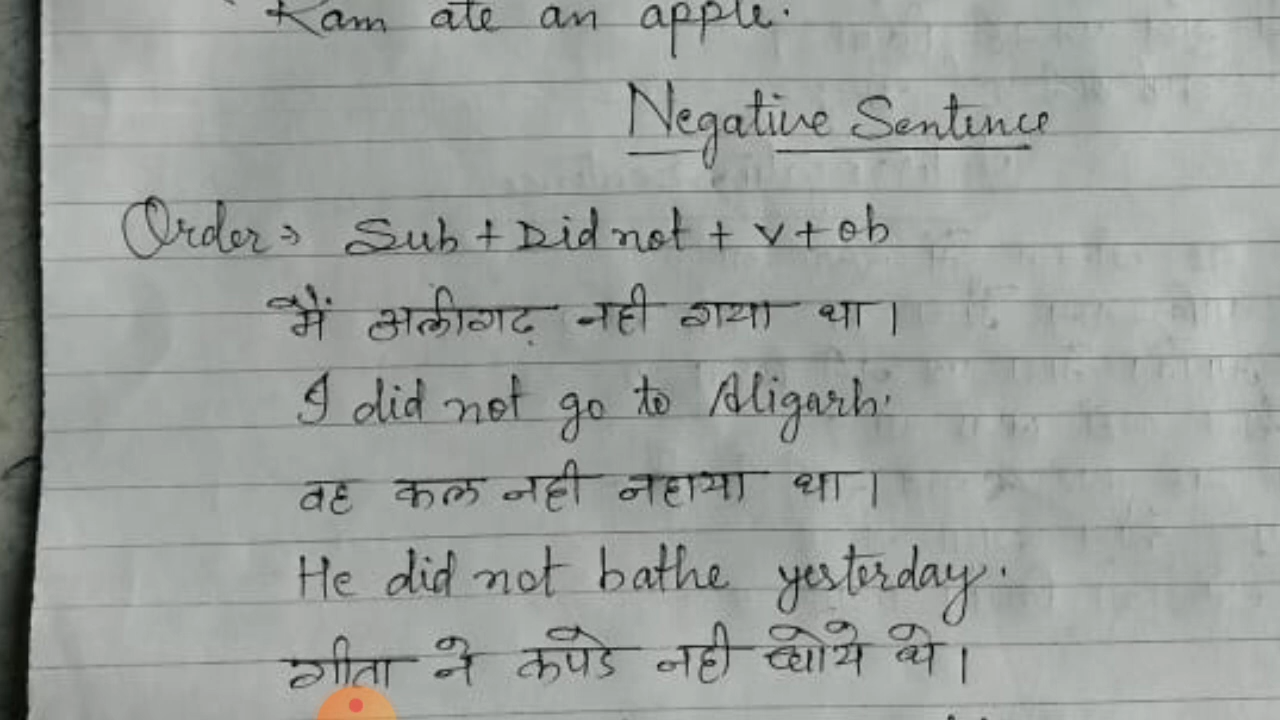 Ram ate an apple.
Negative Sentence
Order⇒ Sub + Did not + V + ob
मैं अलीगढ़ नही गया था।
I did not go to Aligarh.
वह कल नही नहाया था।
He did not bathe yesterday.
गीता ने कपडे नही धोये थे।